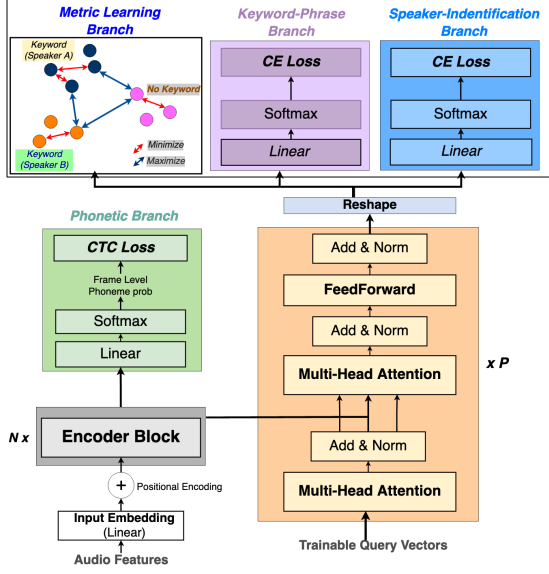 Metric Learning
Branch
Keyword-Phrase
Branch
Speaker-Indentification
Branch
Keyword
(Speaker A)
No Keyword
Keyword
(Speaker B)
Minimize
Maximize
CE Loss
Softmax
Linear
CE Loss
Softmax
Linear
Reshape
Phonetic Branch
CTC Loss
Frame Level
Phoneme prob
Softmax
Linear
Add & Norm
FeedForward
Add & Norm
Multi-Head Attention
x P
Add & Norm
Multi-Head Attention
Trainable Query Vectors
N x
Encoder Block
+
Positional Encoding
Input Embedding
(Linear)
Audio Features